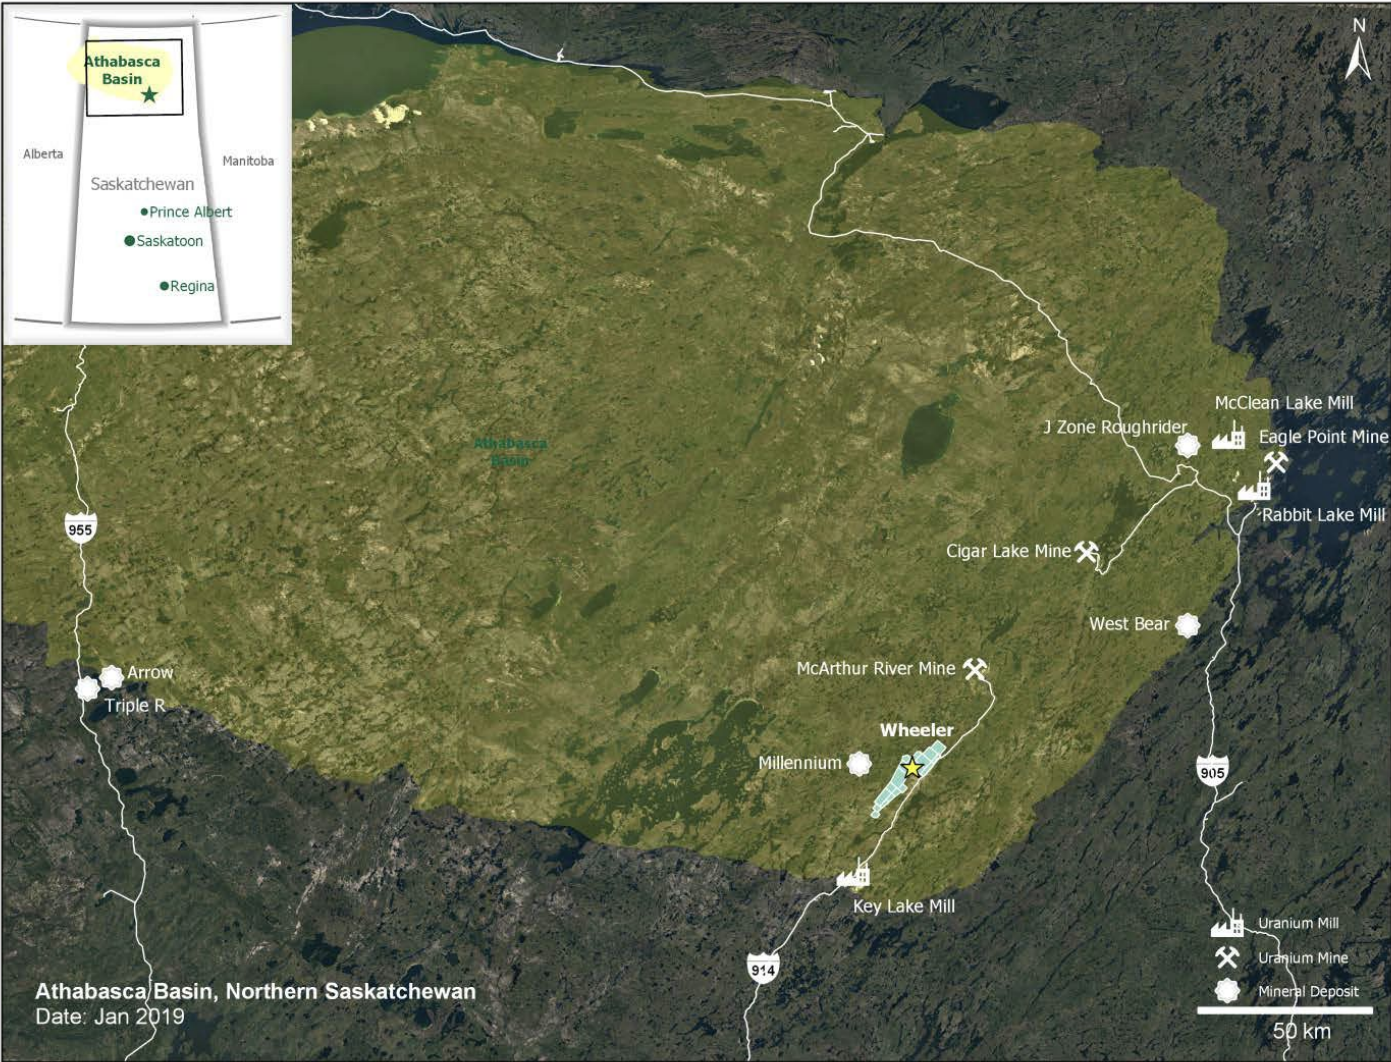 Athabasca
Basin
Alberta
Manitoba
Saskatchewan
Prince Albert
Saskatoon
Regina
N
McClean Lake Mill
J Zone Roughrider
Eagle Point Mine
Athabasca
Basin
Rabbit Lake Mill
955
Cigar Lake Mine
West Bear
McArthur River Mine
Arrow
Triple R
Wheeler
Millennium
905
Key Lake Mill
Uranium Mill
Uranium Mine
914
Mineral Deposit
Athabasca Basin, Northern Saskatchewan
Date: Jan 2019
50 km